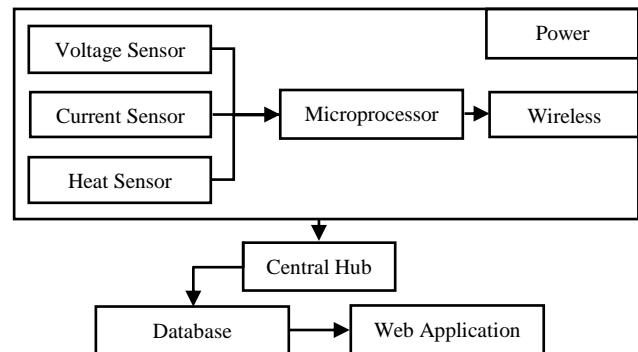 Power
Voltage Sensor
Current Sensor
Microprocessor
Wireless
Heat Sensor
Central Hub
Database
Web Application